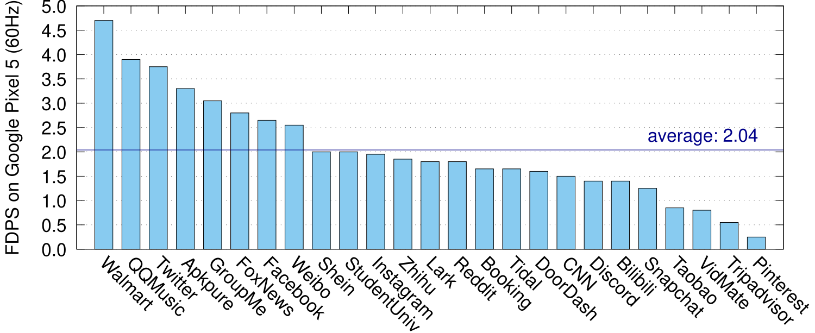 FDPS on Google Pixel 5 (60Hz)
5.0
4.5
4.0
3.5
3.0
2.5
2.0
1.5
1.0
0.5
0.0
average: 2.04
Walmart
QQMusic
Twitter
Apkpure
GroupMe
FoxNews
Facebook
Weibo
Shein
StudentUniv
Instagram
Zhihu
Lark
Reddit
Booking
Tidal
DoorDash
CNN
Discord
Bilibili
Snapchat
Taobao
VidMate
Tripadvisor
Pinterest